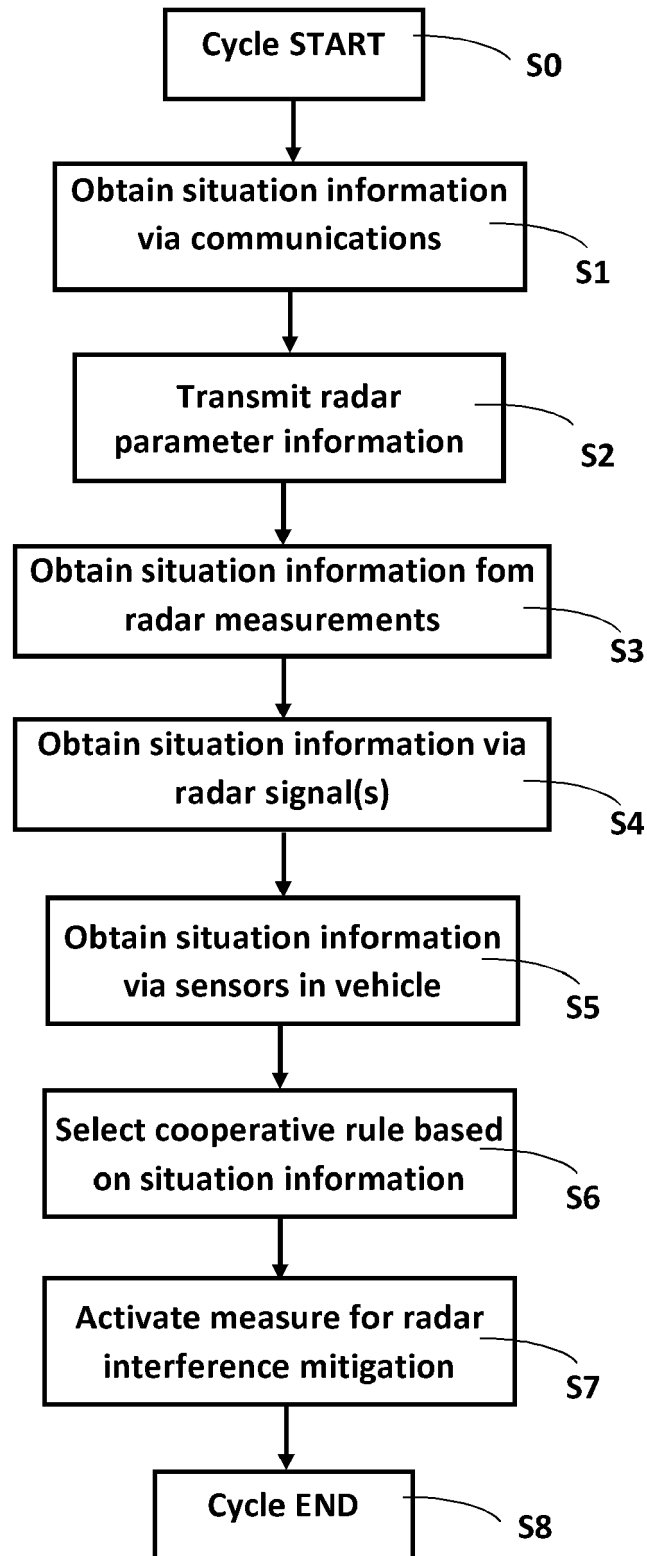 Cycle START
S0
Obtain situation information
via communications
S1
Transmit radar
parameter information
S2
Obtain situation information fom
radar measurements
S3
Obtain situation information via
radar signal(s)
S4
Obtain situation information
via sensors in vehicle
S5
Select cooperative rule based
on situation information
S6
Activate measure for radar
interference mitigation
S7
Cycle END
S8